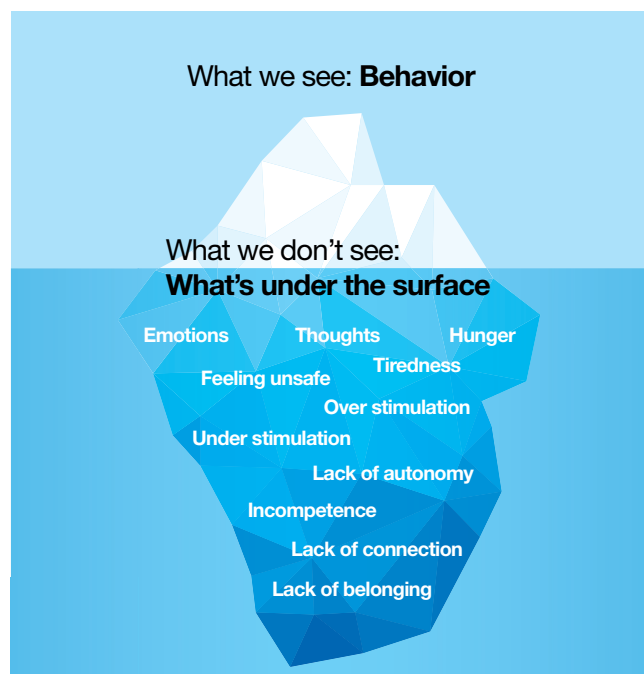 What we see: Behavior
What we don’t see:
What’s under the surface
Emotions Thoughts Hunger
Tiredness
Feeling unsafe
Over stimulation
Under stimulation
Lack of autonomy
Incompetence
Lack of connection
Lack of belonging